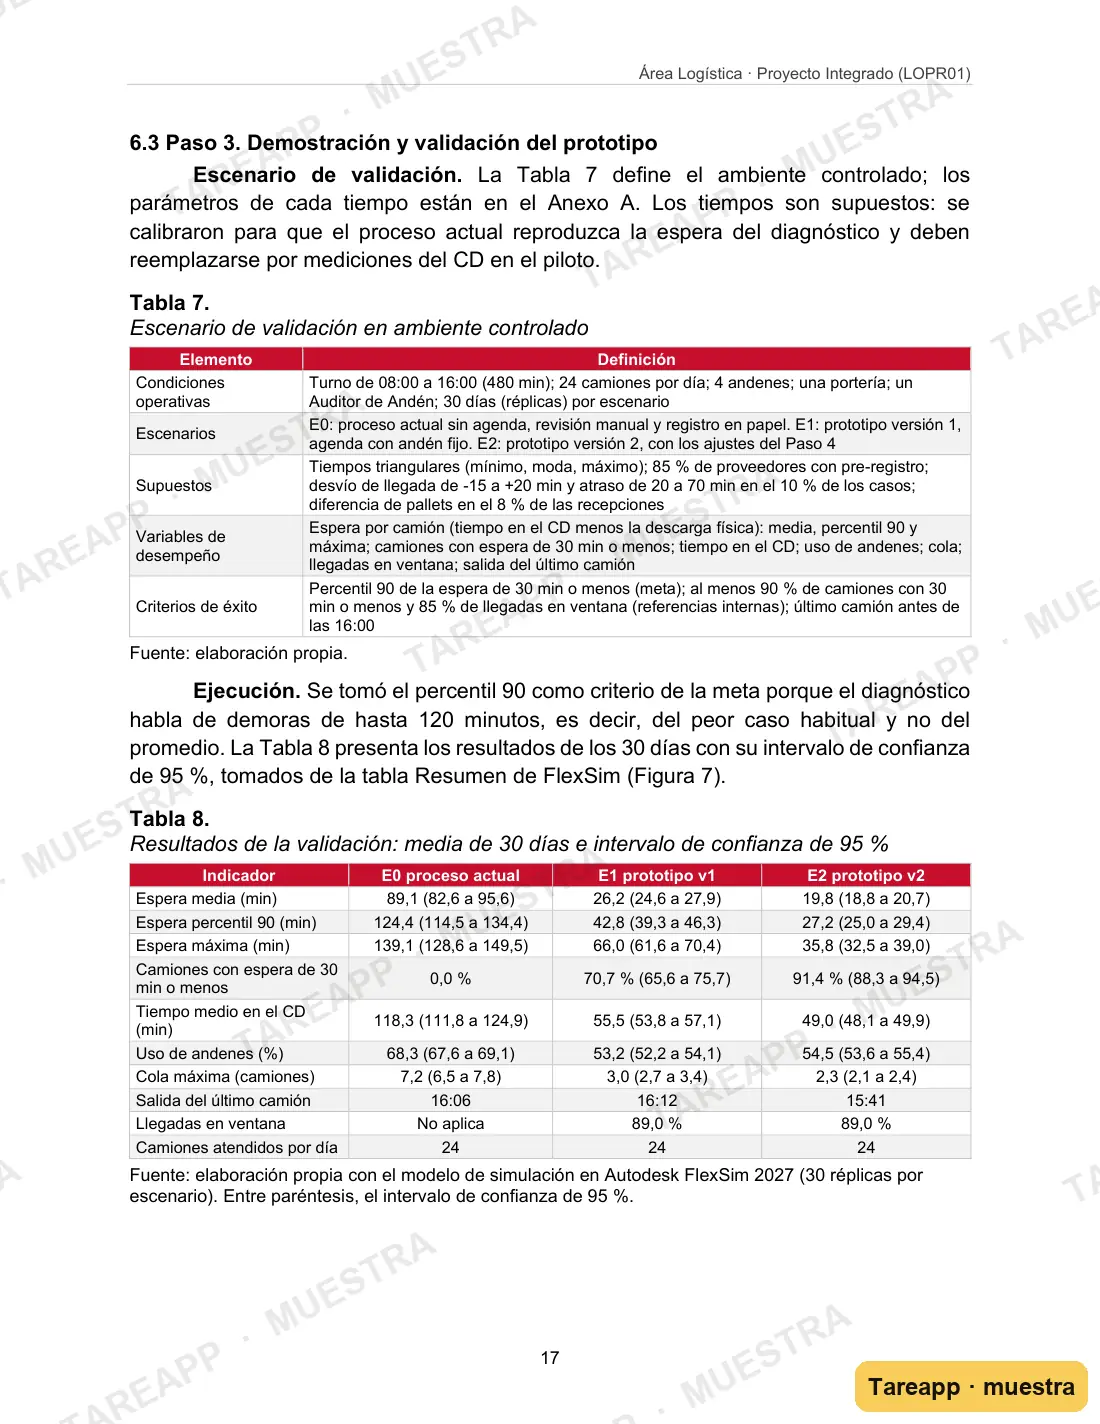 Área Logística · Proyecto Integrado (LOPR01)
6.3 Paso 3. Demostración y validación del prototipo
Escenario de validación. La Tabla 7 define el ambiente controlado; los
parámetros de cada tiempo están en el Anexo A. Los tiempos son supuestos: se
calibraron para que el proceso actual reproduzca la espera del diagnóstico y deben
reemplazarse por mediciones del CD en el piloto.
Tabla 7.
Escenario de validación en ambiente controlado
Elemento Definición
Condiciones operativas
Turno de 08:00 a 16:00 (480 min); 24 camiones por día; 4 andenes; una portería; un
Auditor de Andén; 30 días (réplicas) por escenario
Escenarios
E0: proceso actual sin agenda, revisión manual y registro en papel. E1: prototipo versión 1,
agenda con andén fijo. E2: prototipo versión 2, con los ajustes del Paso 4
Supuestos
Tiempos triangulares (mínimo, moda, máximo); 85 % de proveedores con pre-registro;
desvío de llegada de -15 a +20 min y atraso de 20 a 70 min en el 10 % de los casos;
diferencia de pallets en el 8 % de las recepciones
Variables de desempeño
Espera por camión (tiempo en el CD menos la descarga física): media, percentil 90 y
máxima; camiones con espera de 30 min o menos; tiempo en el CD; uso de andenes; cola;
llegadas en ventana; salida del último camión
Criterios de éxito
Percentil 90 de la espera de 30 min o menos (meta); al menos 90 % de camiones con 30
min o menos y 85 % de llegadas en ventana (referencias internas); último camión antes de
las 16:00
Fuente: elaboración propia.
Ejecución. Se tomó el percentil 90 como criterio de la meta porque el diagnóstico
habla de demoras de hasta 120 minutos, es decir, del peor caso habitual y no del
promedio. La Tabla 8 presenta los resultados de los 30 días con su intervalo de confianza
de 95 %, tomados de la tabla Resumen de FlexSim (Figura 7).
Tabla 8.
Resultados de la validación: media de 30 días e intervalo de confianza de 95 %
Indicador E0 proceso actual E1 prototipo v1 E2 prototipo v2
Espera media (min) 89,1 (82,6 a 95,6) 26,2 (24,6 a 27,9) 19,8 (18,8 a 20,7)
Espera percentil 90 (min) 124,4 (114,5 a 134,4) 42,8 (39,3 a 46,3) 27,2 (25,0 a 29,4)
Espera máxima (min) 139,1 (128,6 a 149,5) 66,0 (61,6 a 70,4) 35,8 (32,5 a 39,0)
Camiones con espera de 30 min o menos 0,0 % 70,7 % (65,6 a 75,7) 91,4 % (88,3 a 94,5)
Tiempo medio en el CD (min) 118,3 (111,8 a 124,9) 55,5 (53,8 a 57,1) 49,0 (48,1 a 49,9)
Uso de andenes (%) 68,3 (67,6 a 69,1) 53,2 (52,2 a 54,1) 54,5 (53,6 a 55,4)
Cola máxima (camiones) 7,2 (6,5 a 7,8) 3,0 (2,7 a 3,4) 2,3 (2,1 a 2,4)
Salida del último camión 16:06 16:12 15:41
Llegadas en ventana No aplica 89,0 % 89,0 %
Camiones atendidos por día 24 24 24
Fuente: elaboración propia con el modelo de simulación en Autodesk FlexSim 2027 (30 réplicas por
escenario). Entre paréntesis, el intervalo de confianza de 95 %.
17
Tareapp · muestra
TAREAPP · MUESTRA